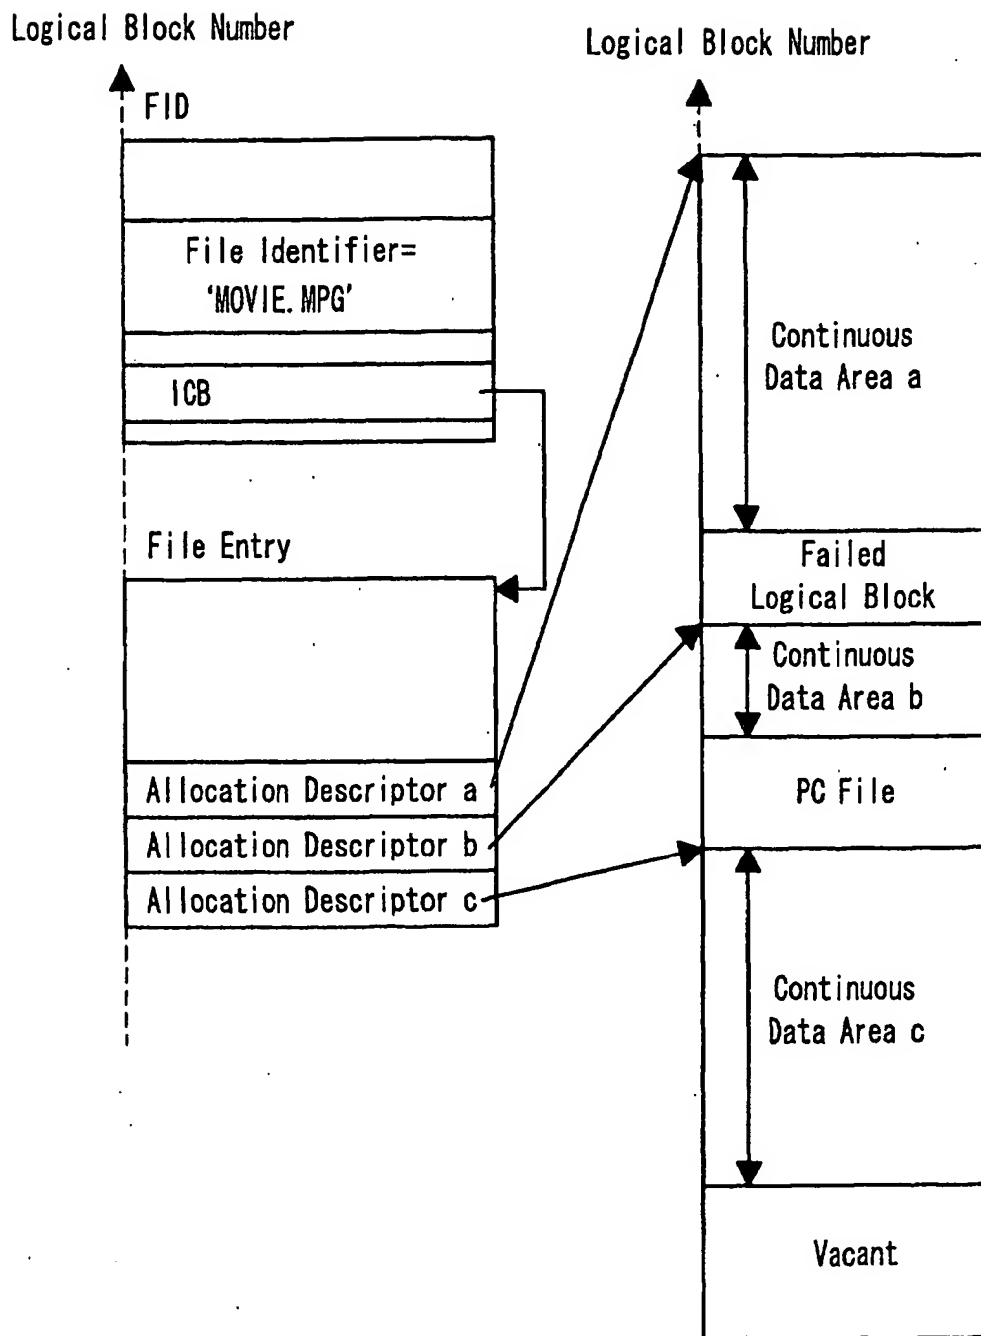 Logical Block Number
FID
File Identifier=
‘MOVIE.MPG’
ICB
File Entry
Allocation Descriptor a
Allocation Descriptor b
Allocation Descriptor c
Logical Block Number
Continuous
Data Area a
Failed
Logical Block
Continuous
Data Area b
PC File
Continuous
Data Area c
Vacant